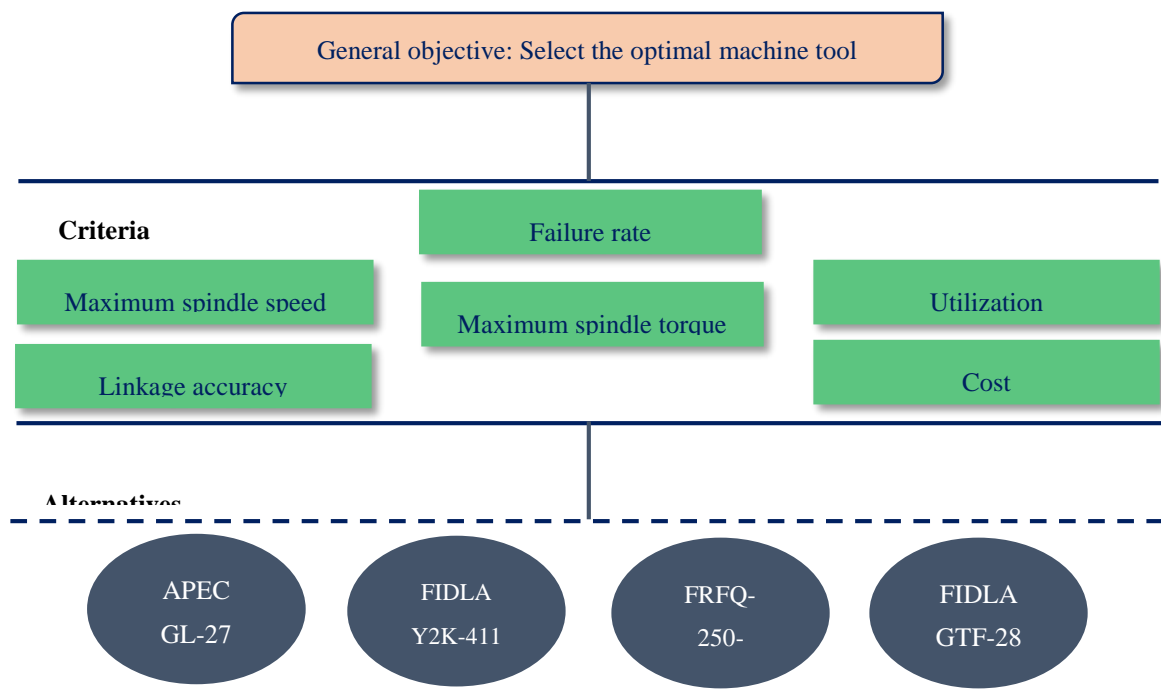 General objective: Select the optimal machine tool
Criteria
Failure rate
Maximum spindle speed
Maximum spindle torque
Utilization
Linkage accuracy
Cost
Alternatives
APEC
GL-27
FIDLA
Y2K-411
FRFQ-
250-
FIDLA
GTF-28